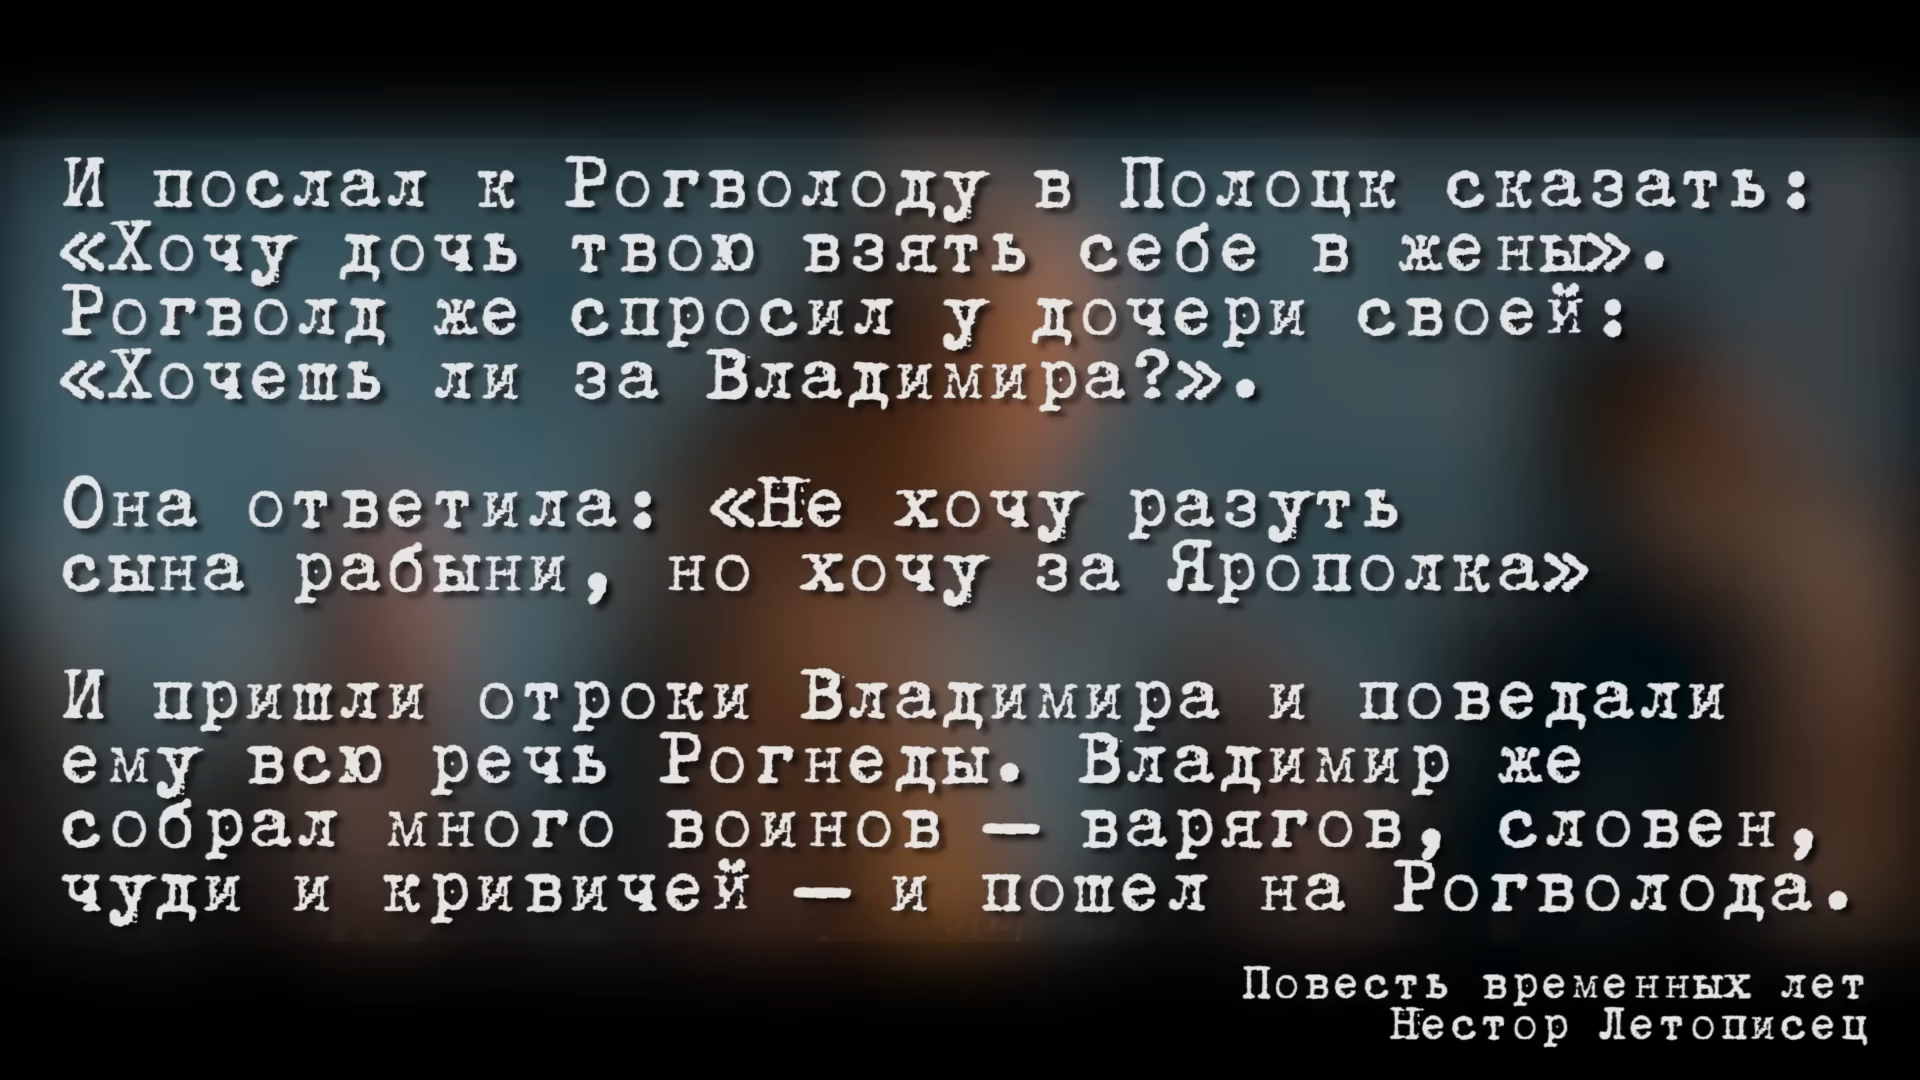 И послал к Рогволоду в Полоцк сказать:
«Хочу дочь твою взять себе в жены».
Рогволд же спросил у дочери своей:
«Хочешь ли за Владимира?».
Она ответила: «Не хочу разуть
сына рабыни, но хочу за Ярополка»
И пришли отроки Владимира и поведали
ему всю речь Рогнеды. Владимир же
собрал много воинов — варягов, словен,
чуди и кривичей — и пошел на Рогволода.
Повесть временных лет
Нестор Летописец